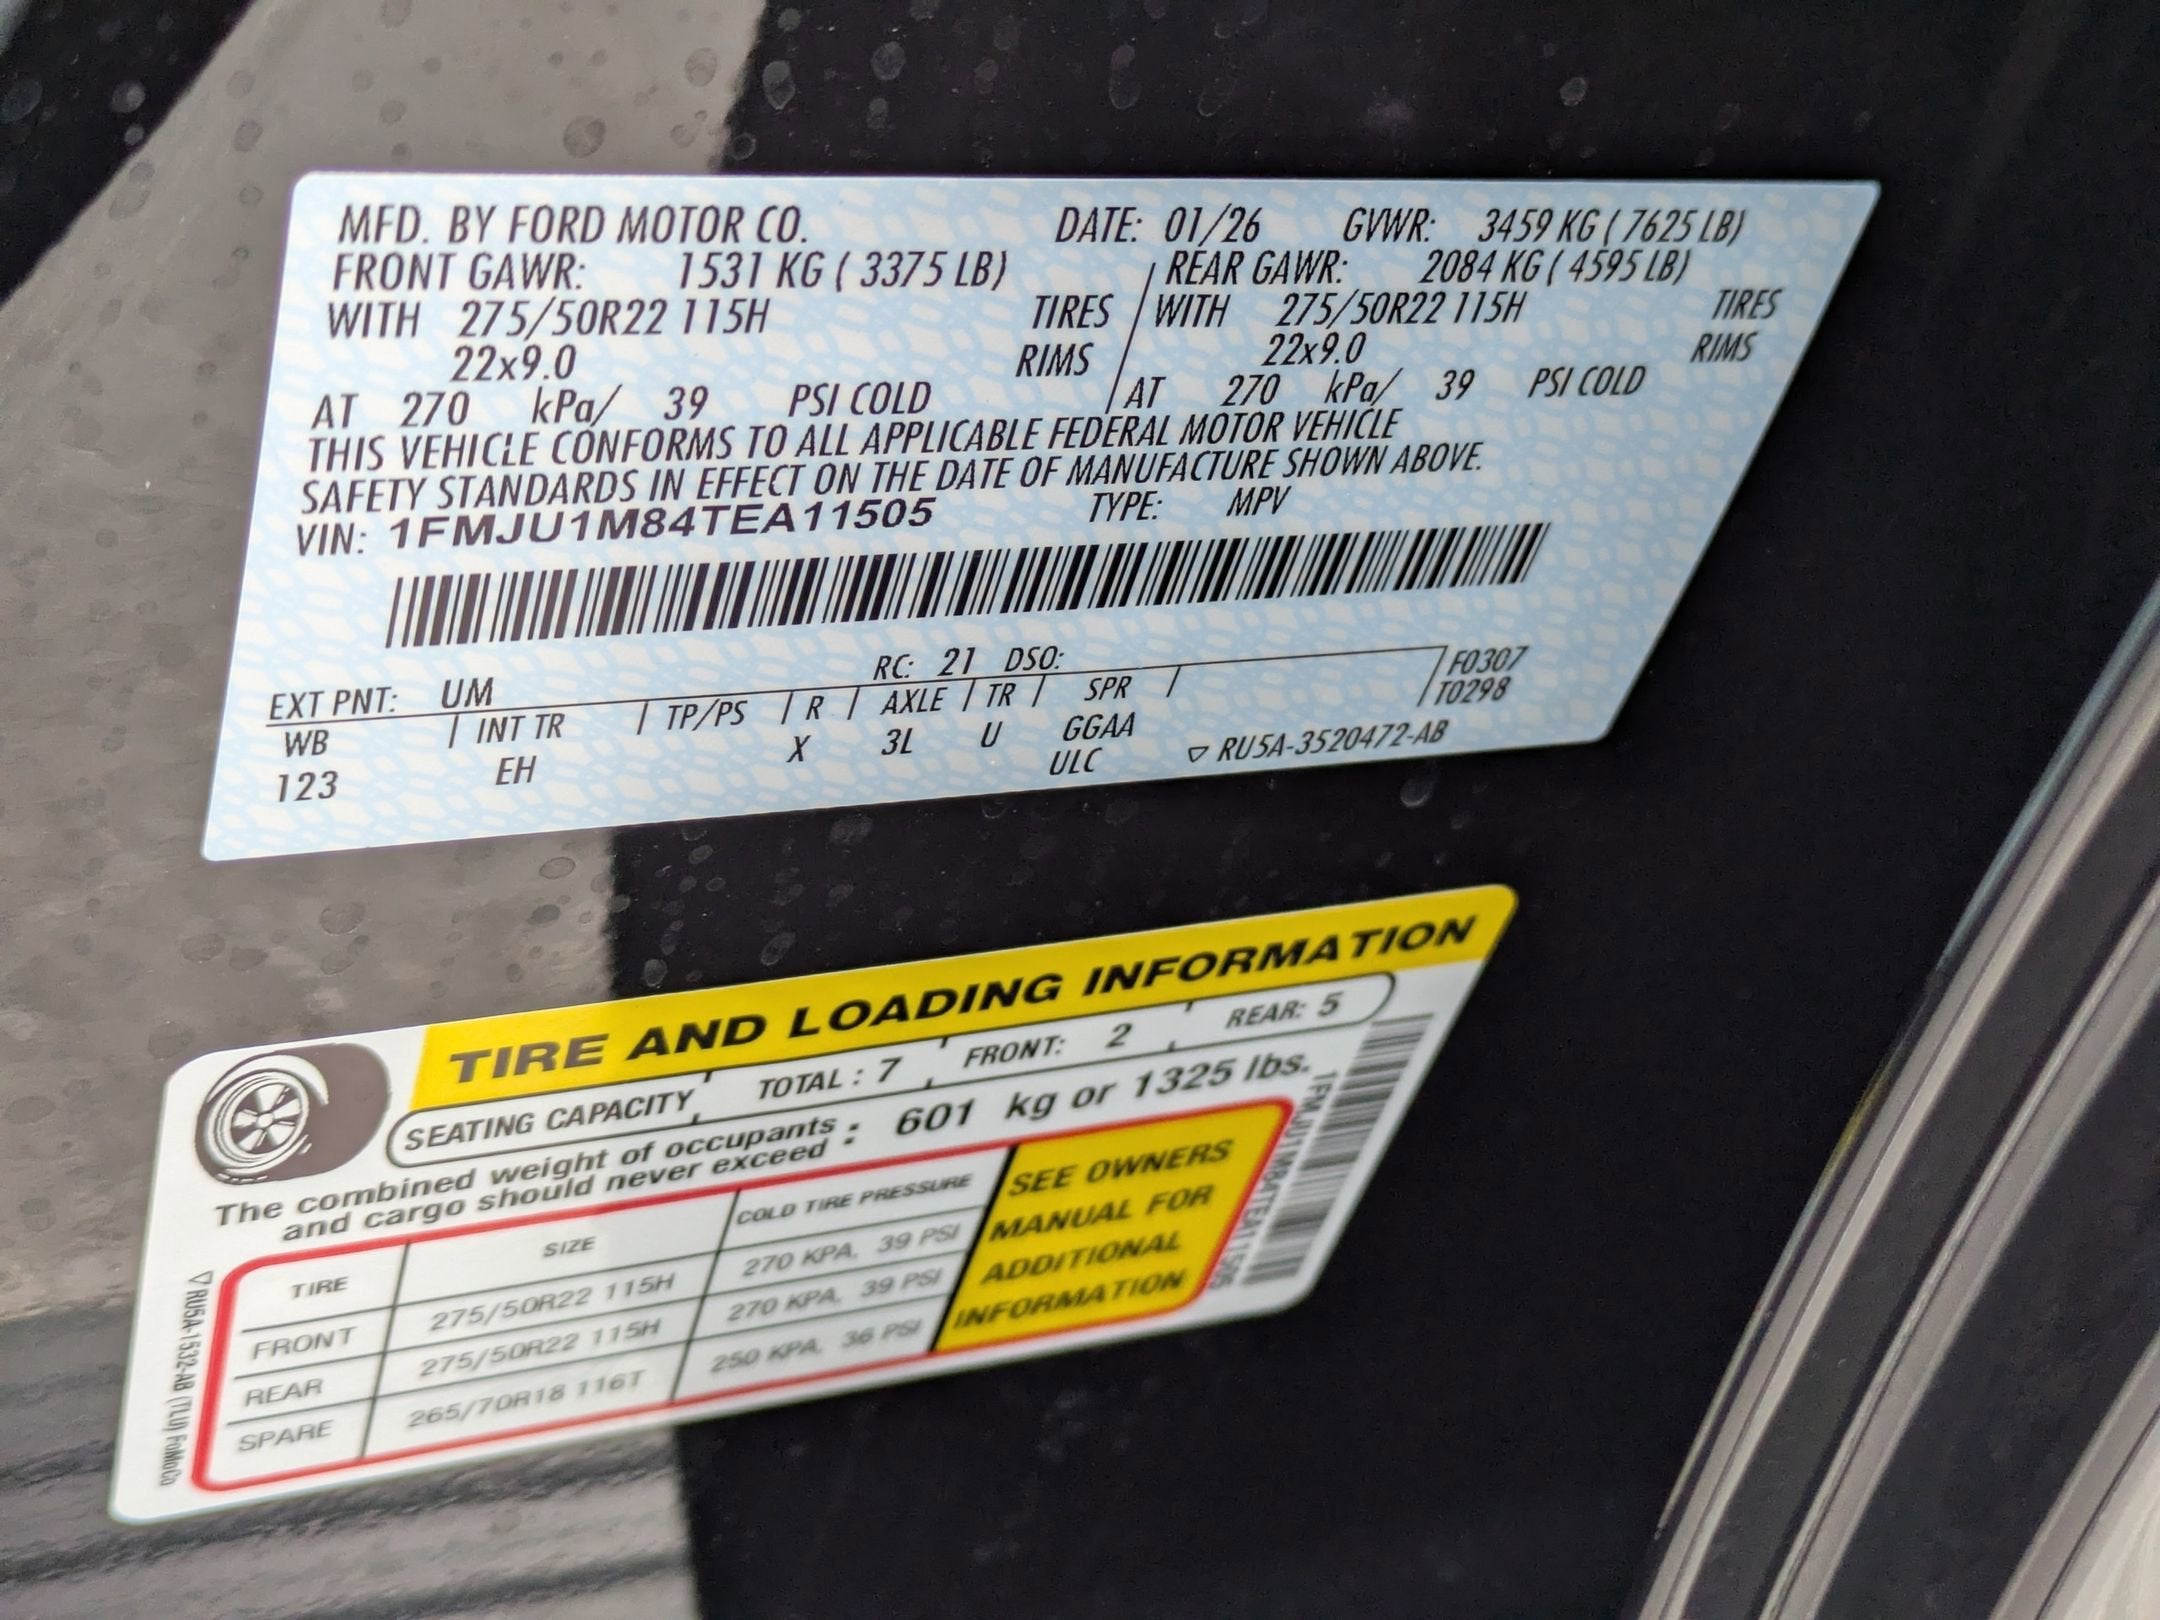 MFD. BY FORD MOTOR CO. DATE: 01/26 GVWR: 3459 KG ( 7625 LB)
FRONT GAWR: 1531 KG ( 3375 LB) REAR GAWR: 2084 KG ( 4595 LB)
WITH 275/50R22 115H TIRES WITH 275/50R22 115H TIRES
22x9.0 RIMS 22x9.0 RIMS
AT 270 kPa/ 39 PSI COLD AT 270 kPa/ 39 PSI COLD
THIS VEHICLE CONFORMS TO ALL APPLICABLE FEDERAL MOTOR VEHICLE
SAFETY STANDARDS IN EFFECT ON THE DATE OF MANUFACTURE SHOWN ABOVE.
VIN: 1FMJU1M84TEA11505 TYPE: MPV
EXT PNT: UM RC: 21 DSO: F0307
WB INT TR TP/PS R AXLE TR SPR T0298
123 EH X 3L U GGAA
ULC RU5A-3520472-AB
TIRE AND LOADING INFORMATION
SEATING CAPACITY TOTAL : 7 FRONT: 2 REAR: 5
The combined weight of occupants
and cargo should never exceed : 601 kg or 1325 lbs.
TIRE SIZE COLD TIRE PRESSURE
FRONT 275/50R22 115H 270 KPA, 39 PSI
REAR 275/50R22 115H 270 KPA, 39 PSI
SPARE 265/70R18 116T 250 KPA, 36 PSI
SEE OWNERS
MANUAL FOR
ADDITIONAL
INFORMATION
1FMJU1M84TEA11505
RU5A-1532-AB (TLU) FoMoCo